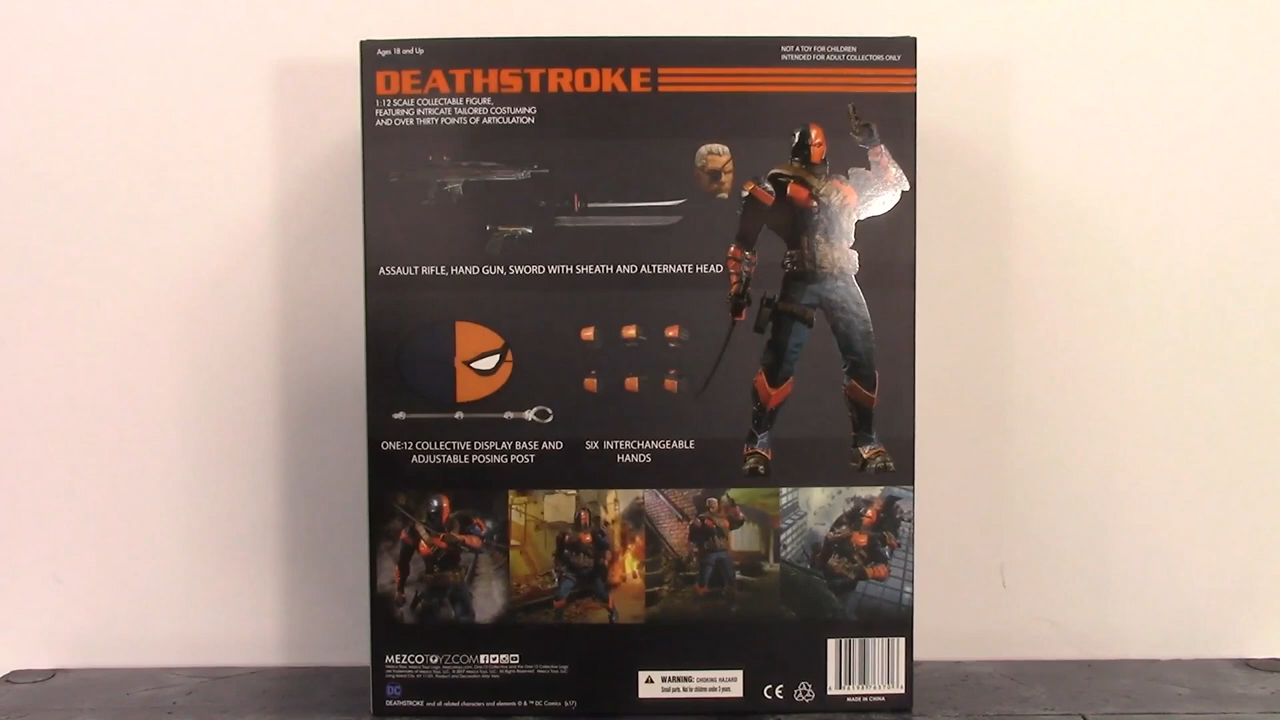 Ages 18 and Up
NOT A TOY FOR CHILDREN
INTENDED FOR ADULT COLLECTORS ONLY
DEATHSTROKE
1:12 SCALE COLLECTABLE FIGURE,
FEATURING INTRICATE TAILORED COSTUMING
AND OVER THIRTY POINTS OF ARTICULATION
ASSAULT RIFLE, HAND GUN, SWORD WITH SHEATH AND ALTERNATE HEAD
ONE:12 COLLECTIVE DISPLAY BASE AND
ADJUSTABLE POSING POST
SIX INTERCHANGEABLE
HANDS
MEZCOTOYZ.COM
WARNING: CHOKING HAZARD
Small parts. Not for children under 3 years.
CE
MADE IN CHINA
DC
DEATHSTROKE and all related characters and elements © & ™ DC Comics (s17)